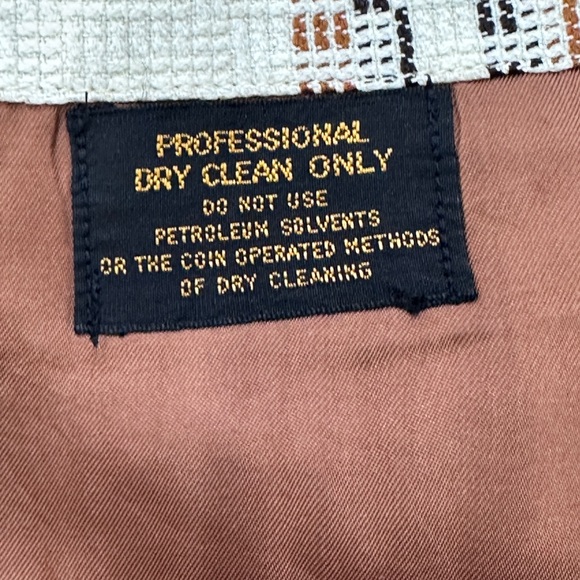 PROFESSIONAL
DRY CLEAN ONLY
DO NOT USE
PETROLEUM SOLVENTS
OR THE COIN OPERATED METHODS
OF DRY CLEANING